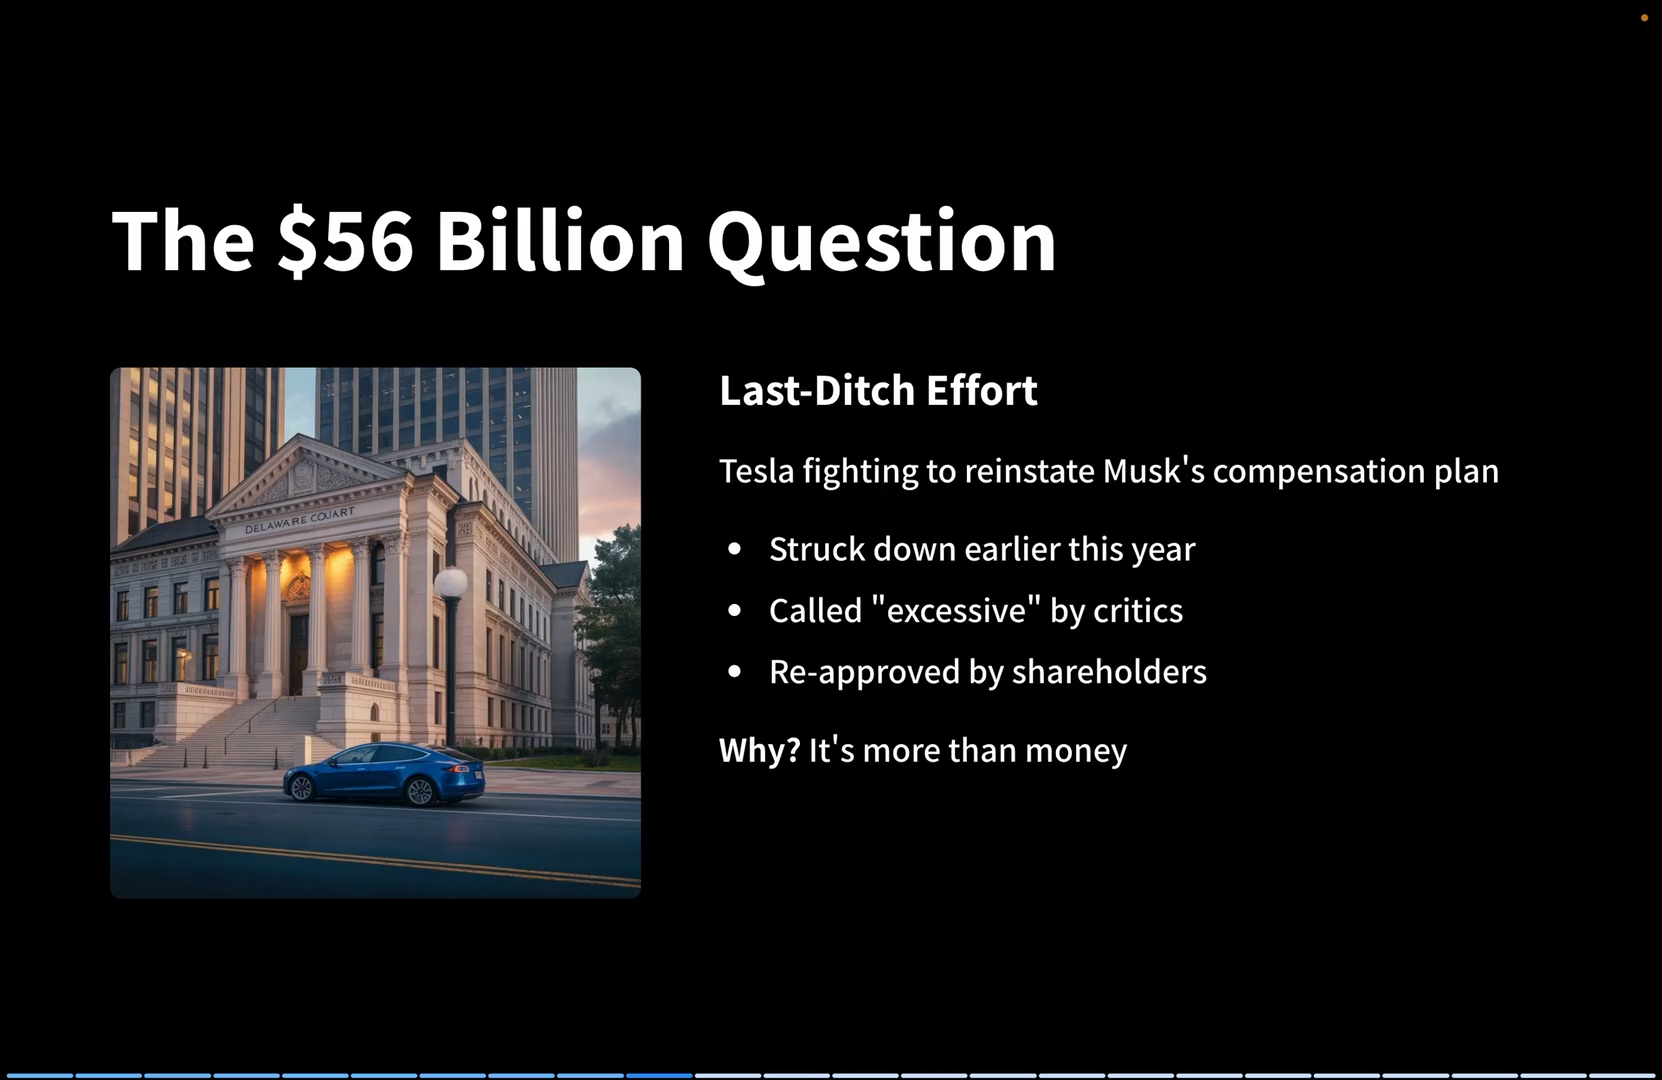 The $56 Billion Question
DELAWARE COURT
Last-Ditch Effort
Tesla fighting to reinstate Musk's compensation plan
• Struck down earlier this year
• Called "excessive" by critics
• Re-approved by shareholders
Why? It's more than money